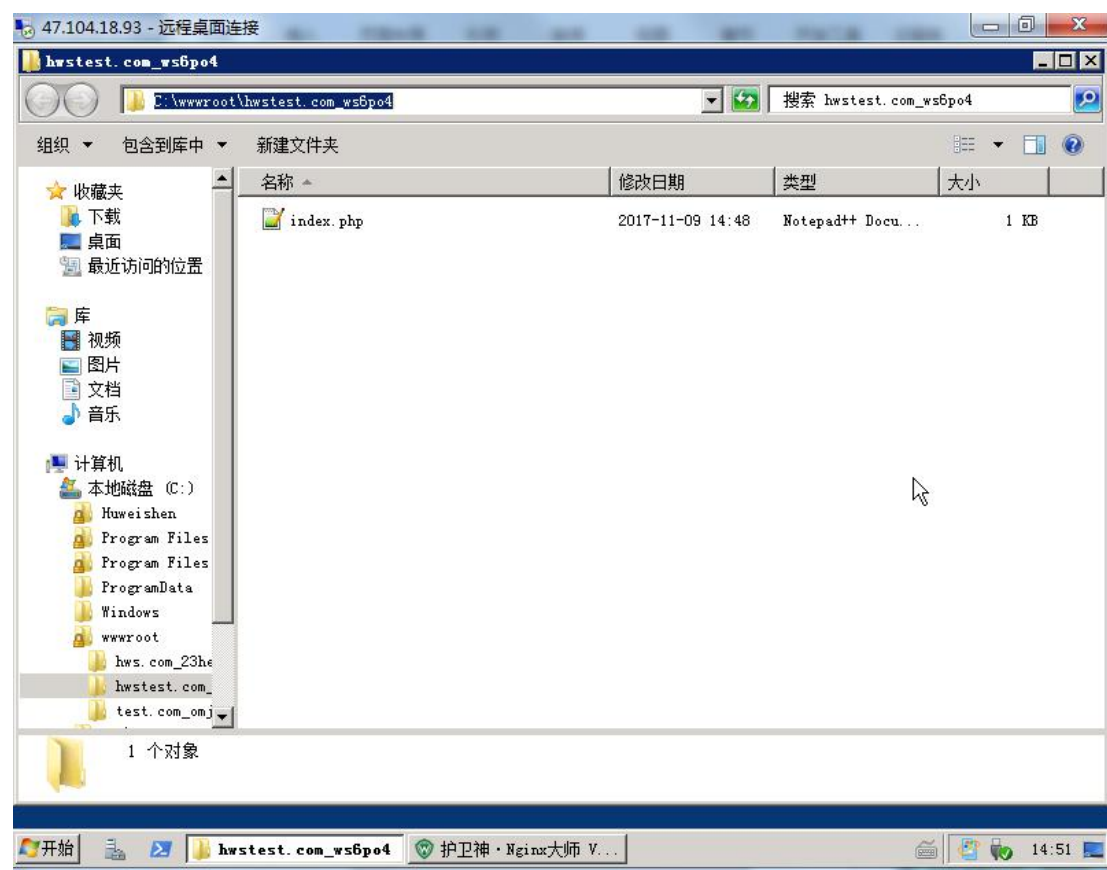 47.104.18.93 - 远程桌面连接
hwstest.com_ws6po4
C:\wwwroot\hwstest.com_ws6po4
搜索 hwstest.com_ws6po4
组织 包含到库中 新建文件夹
名称 修改日期 类型 大小
index.php 2017-11-09 14:48 Notepad++ Docu... 1 KB
收藏夹
下载
桌面
最近访问的位置
库
视频
图片
文档
音乐
计算机
本地磁盘 (C:)
Huweishen
Program Files
Program Files
ProgramData
Windows
wwwroot
hws.com_23he
hwstest.com_
test.com_omj
1 个对象
开始 hwstest.com_ws6po4 护卫神·Nginx大师 V... 14:51